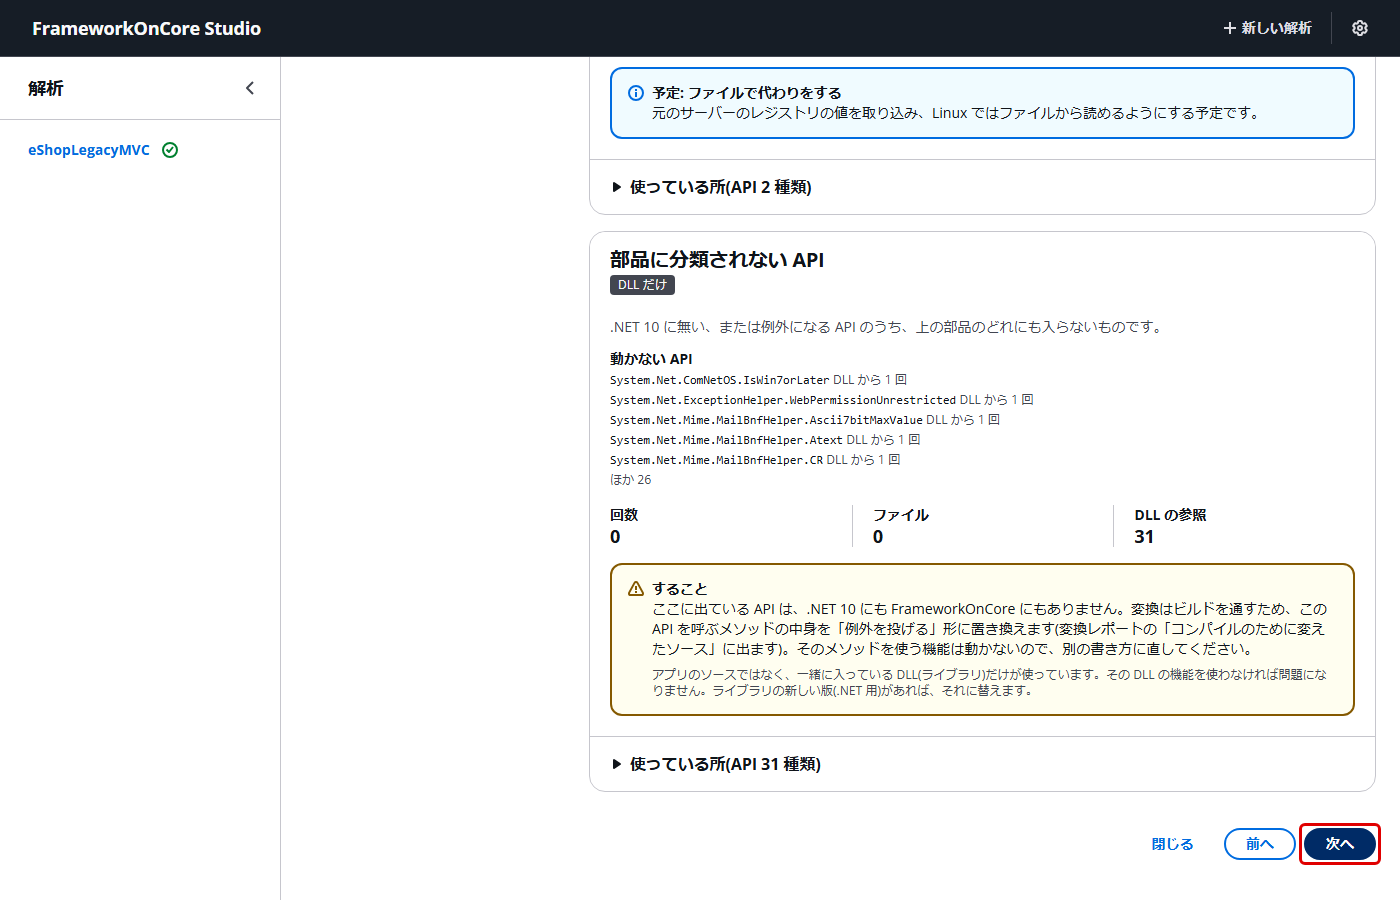 FrameworkOnCore Studio
新しい解析
解析
eShopLegacyMVC
予定: ファイルで代わりをする
元のサーバーのレジストリの値を取り込み、Linux ではファイルから読めるようにする予定です。
使っている所(API 2 種類)
部品に分類されない API
DLL だけ
.NET 10 に無い、または例外になる API のうち、上の部品のどれにも入らないものです。
動かない API
System.Net.ComNetOS.IsWin7orLater DLL から 1 回
System.Net.ExceptionHelper.WebPermissionUnrestricted DLL から 1 回
System.Net.Mime.MailBnfHelper.Ascii7bitMaxValue DLL から 1 回
System.Net.Mime.MailBnfHelper.Atext DLL から 1 回
System.Net.Mime.MailBnfHelper.CR DLL から 1 回
ほか 26
回数
0
ファイル
0
DLL の参照
31
すること
ここに出ている API は、.NET 10 にも FrameworkOnCore にもありません。変換はビルドを通すため、この
API を呼ぶメソッドの中身を「例外を投げる」形に置き換えます(変換レポートの「コンパイルのために変え
たソース」に出ます)。そのメソッドを使う機能は動かないので、別の書き方に直してください。
アプリのソースではなく、一緒に入っている DLL(ライブラリ)だけが使っています。その DLL の機能を使わなければ問題にな
りません。ライブラリの新しい版(.NET 用)があれば、それに替えます。
使っている所(API 31 種類)
閉じる
前へ
次へ